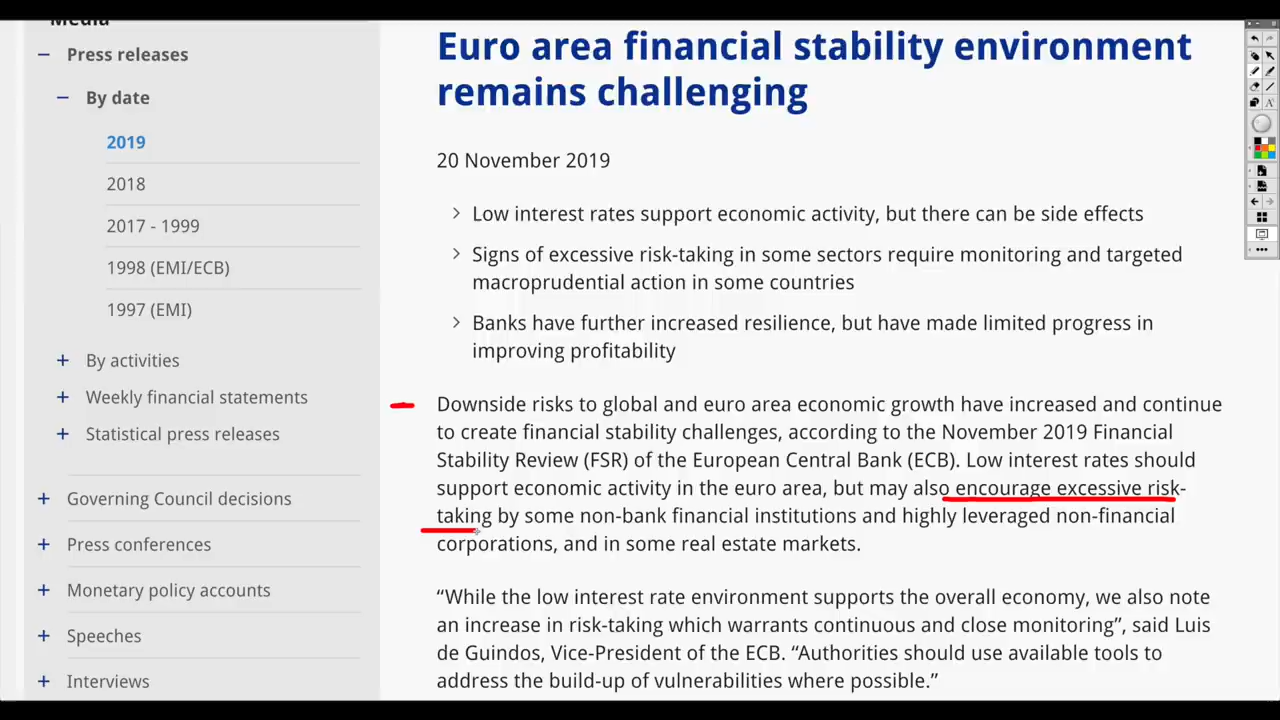 Media
Press releases
By date
2019
2018
2017 - 1999
1998 (EMI/ECB)
1997 (EMI)
By activities
Weekly financial statements
Statistical press releases
Governing Council decisions
Press conferences
Monetary policy accounts
Speeches
Interviews
Euro area financial stability environment
remains challenging
20 November 2019
Low interest rates support economic activity, but there can be side effects
Signs of excessive risk-taking in some sectors require monitoring and targeted
macroprudential action in some countries
Banks have further increased resilience, but have made limited progress in
improving profitability
Downside risks to global and euro area economic growth have increased and continue
to create financial stability challenges, according to the November 2019 Financial
Stability Review (FSR) of the European Central Bank (ECB). Low interest rates should
support economic activity in the euro area, but may also encourage excessive risk-
taking by some non-bank financial institutions and highly leveraged non-financial
corporations, and in some real estate markets.
“While the low interest rate environment supports the overall economy, we also note
an increase in risk-taking which warrants continuous and close monitoring”, said Luis
de Guindos, Vice-President of the ECB. “Authorities should use available tools to
address the build-up of vulnerabilities where possible.”